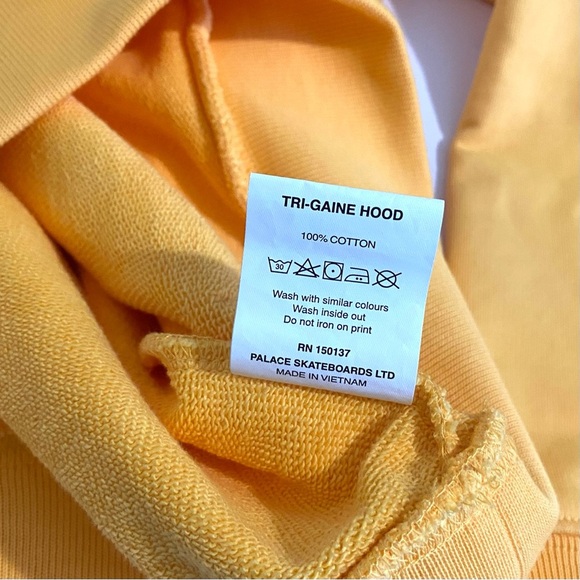 TRI-GAINE HOOD
100% COTTON
30
Wash with similar colours
Wash inside out
Do not iron on print
RN 150137
PALACE SKATEBOARDS LTD
MADE IN VIETNAM